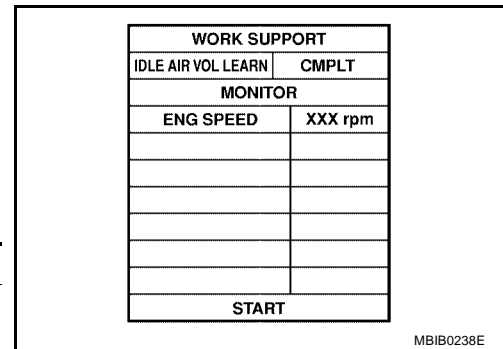 WORK SUPPORT
IDLE AIR VOL LEARN CMPLT
MONITOR
ENG SPEED XXX rpm
START
MBIB0238E